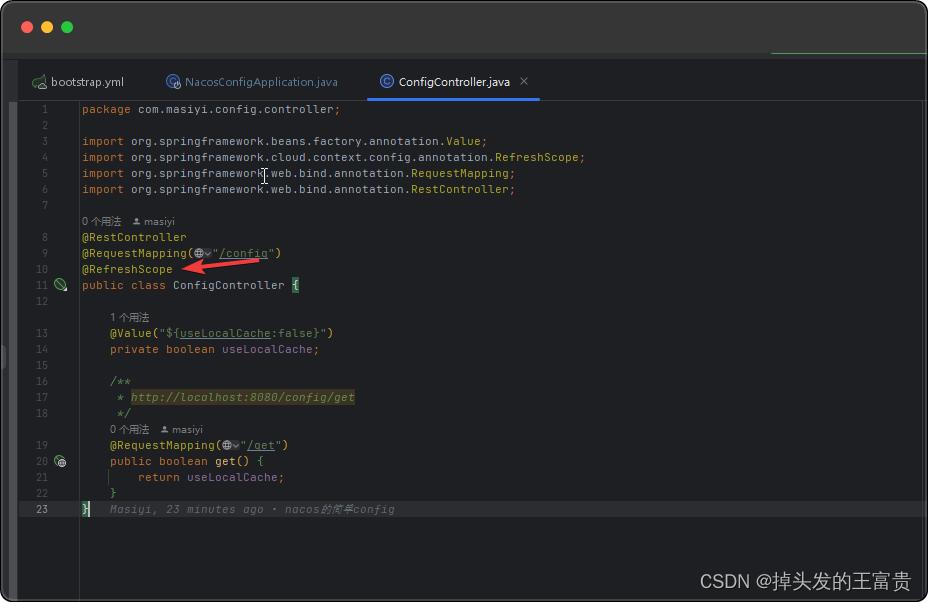 bootstrap.yml NacosConfigApplication.java ConfigController.java
1 package com.masiyi.config.controller;
2
3 import org.springframework.beans.factory.annotation.Value;
4 import org.springframework.cloud.context.config.annotation.RefreshScope;
5 import org.springframework.web.bind.annotation.RequestMapping;
6 import org.springframework.web.bind.annotation.RestController;
7
0 个用法 masiyi
8 @RestController
9 @RequestMapping("/config")
10 @RefreshScope
11 public class ConfigController {
12
1 个用法
13 @Value("${useLocalCache:false}")
14 private boolean useLocalCache;
15
16 /**
17 * http://localhost:8080/config/get
18 */
0 个用法 masiyi
19 @RequestMapping("/get")
20 public boolean get() {
21 return useLocalCache;
22 }
23 } Masiyi, 23 minutes ago · nacos的简单config
CSDN @掉头发的王富贵